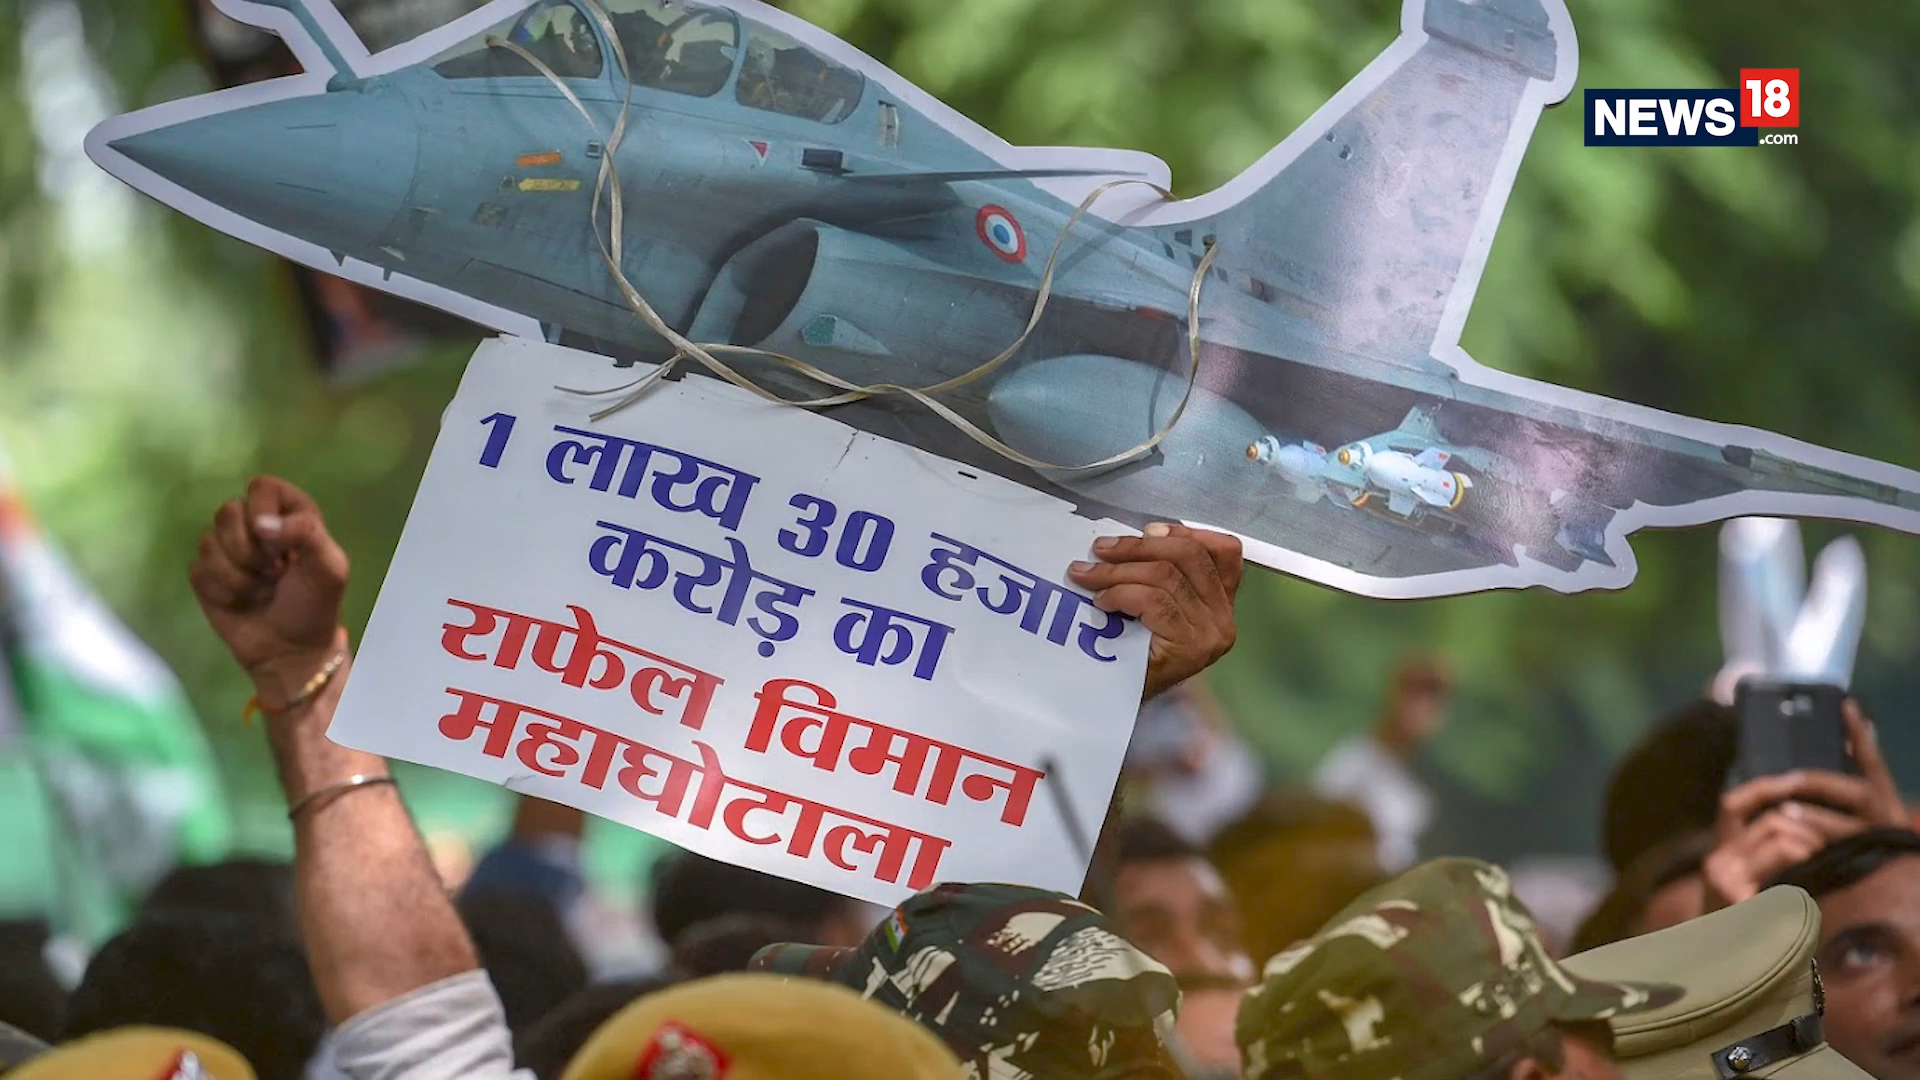 NEWS18.com
1 लाख 30 हजार
करोड़ का
राफेल विमान
महाघोटाला